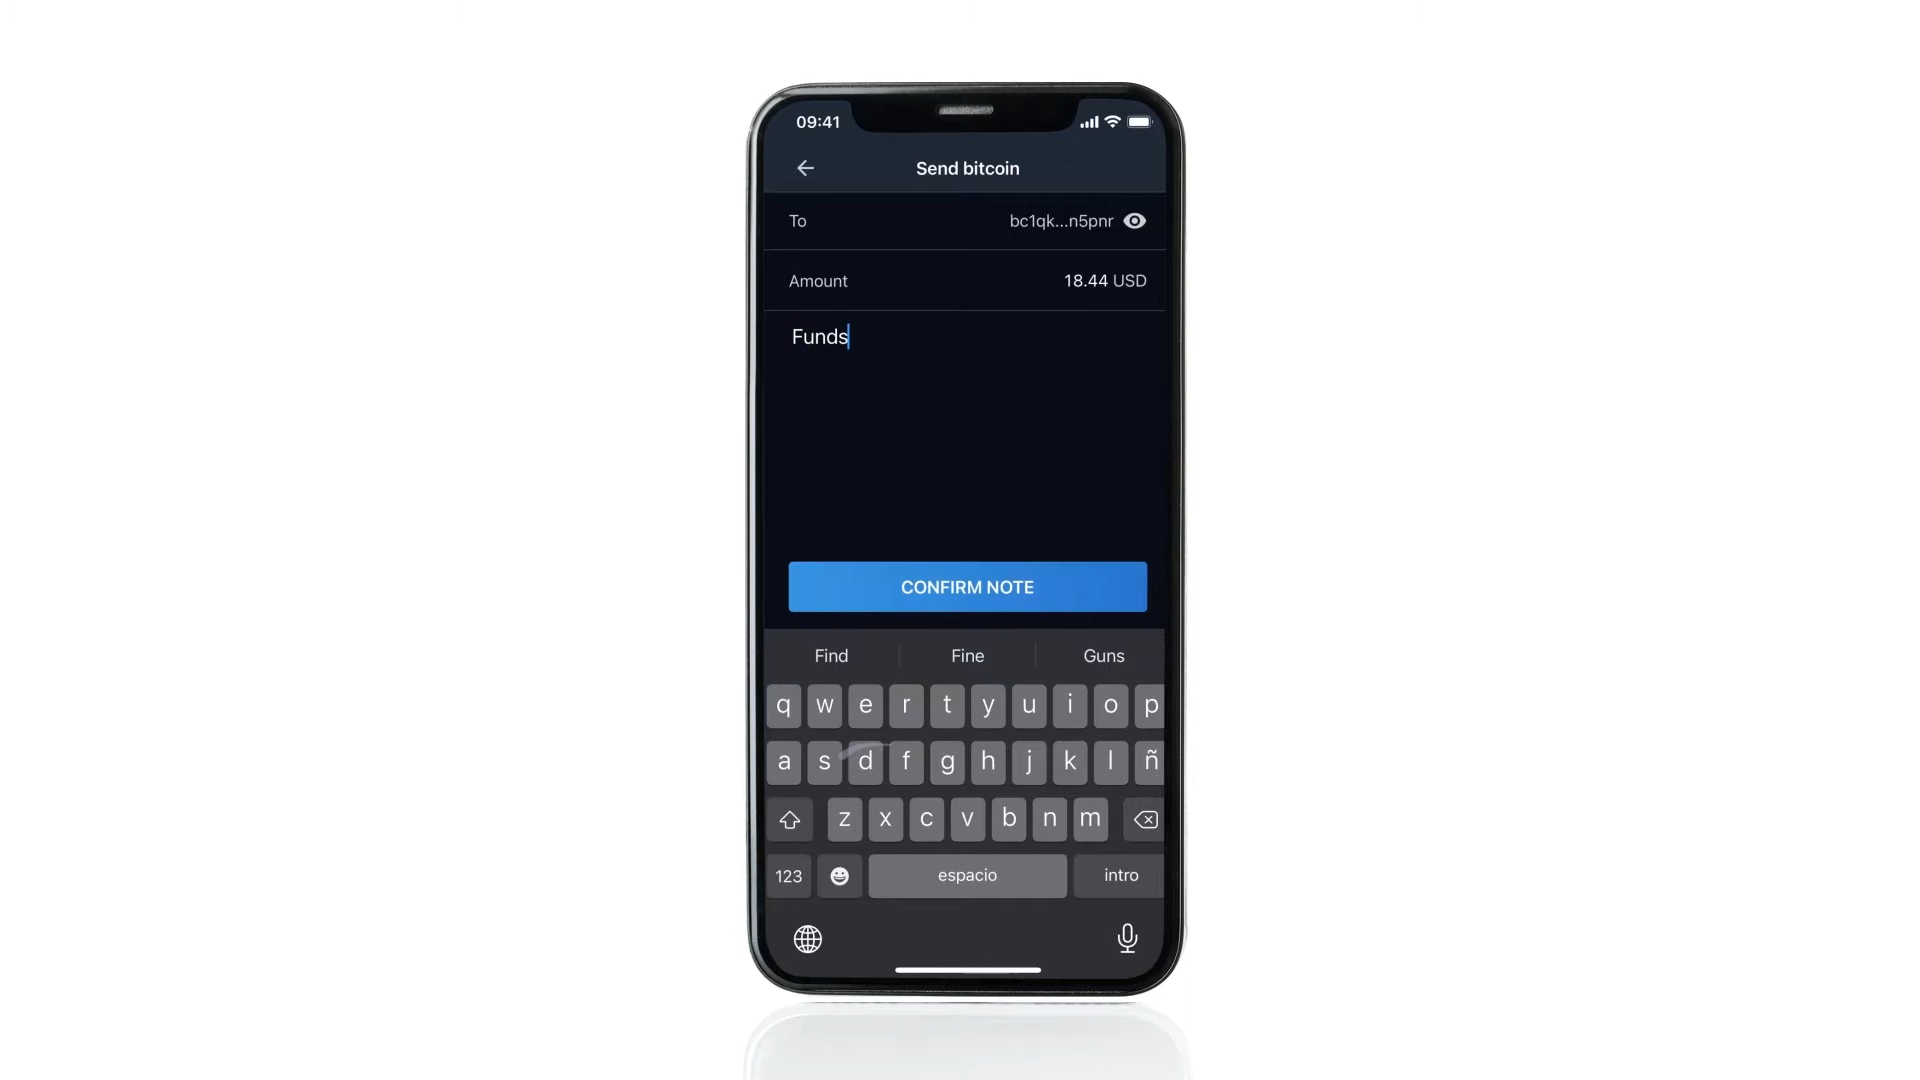 09:41
Send bitcoin
To bc1qk...n5pnr
Amount 18.44 USD
Funds
CONFIRM NOTE
Find Fine Guns
q w e r t y u i o p
a s d f g h j k l ñ
z x c v b n m
123 espacio intro